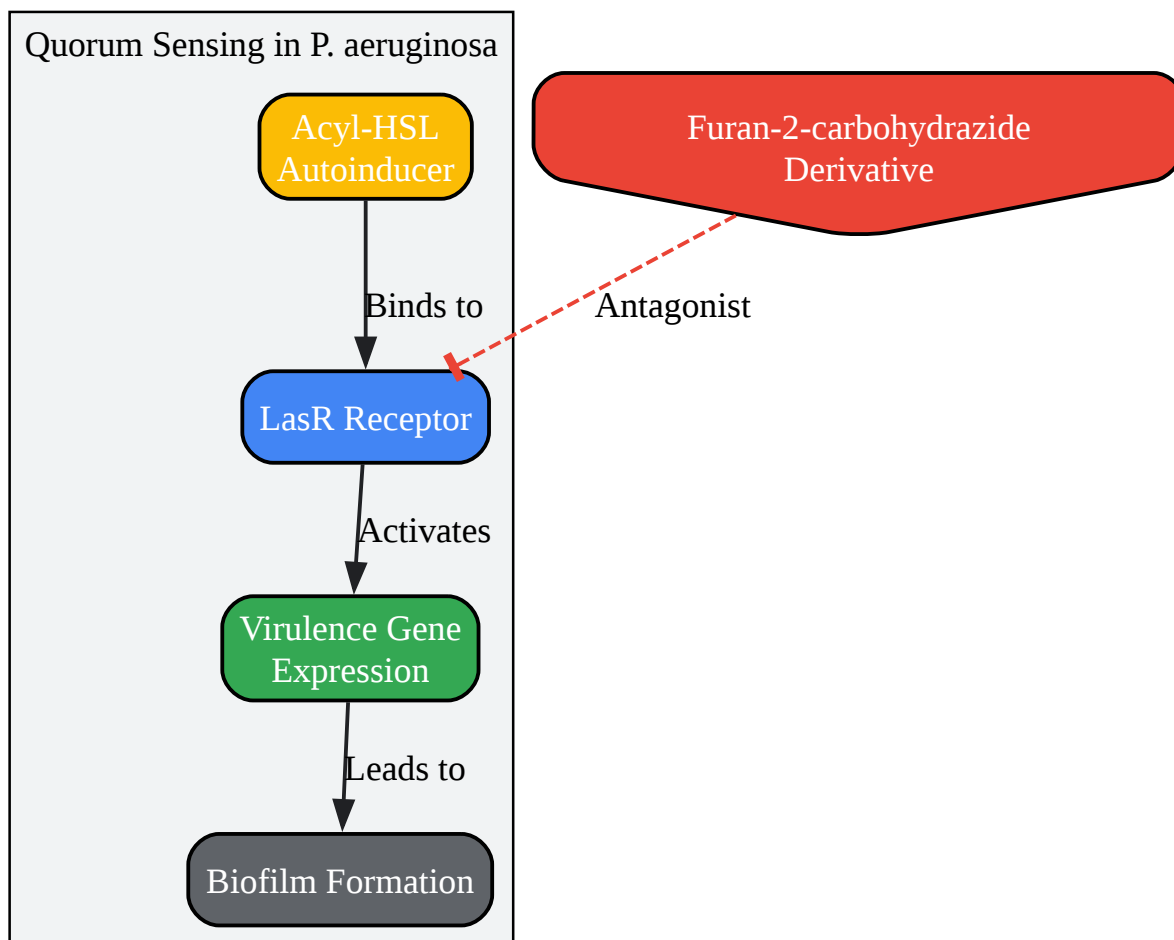 Quorum Sensing in P. aeruginosa
Acyl-HSL
Autoinducer
Furan-2-carbohydrazide
Derivative
Binds to
Antagonist
LasR Receptor
Activates
Virulence Gene
Expression
Leads to
Biofilm Formation